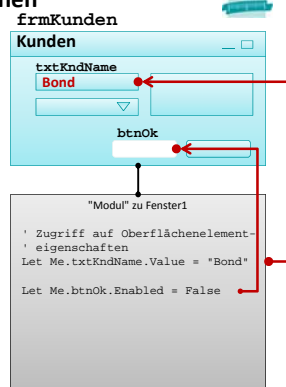 nen
frmKunden
Kunden
txtKndName
Bond
btnOk
"Modul" zu Fenster1
' Zugriff auf Oberflächenelement-
' eigenschaften
Let Me.txtKndName.Value = "Bond"
Let Me.btnOk.Enabled = False